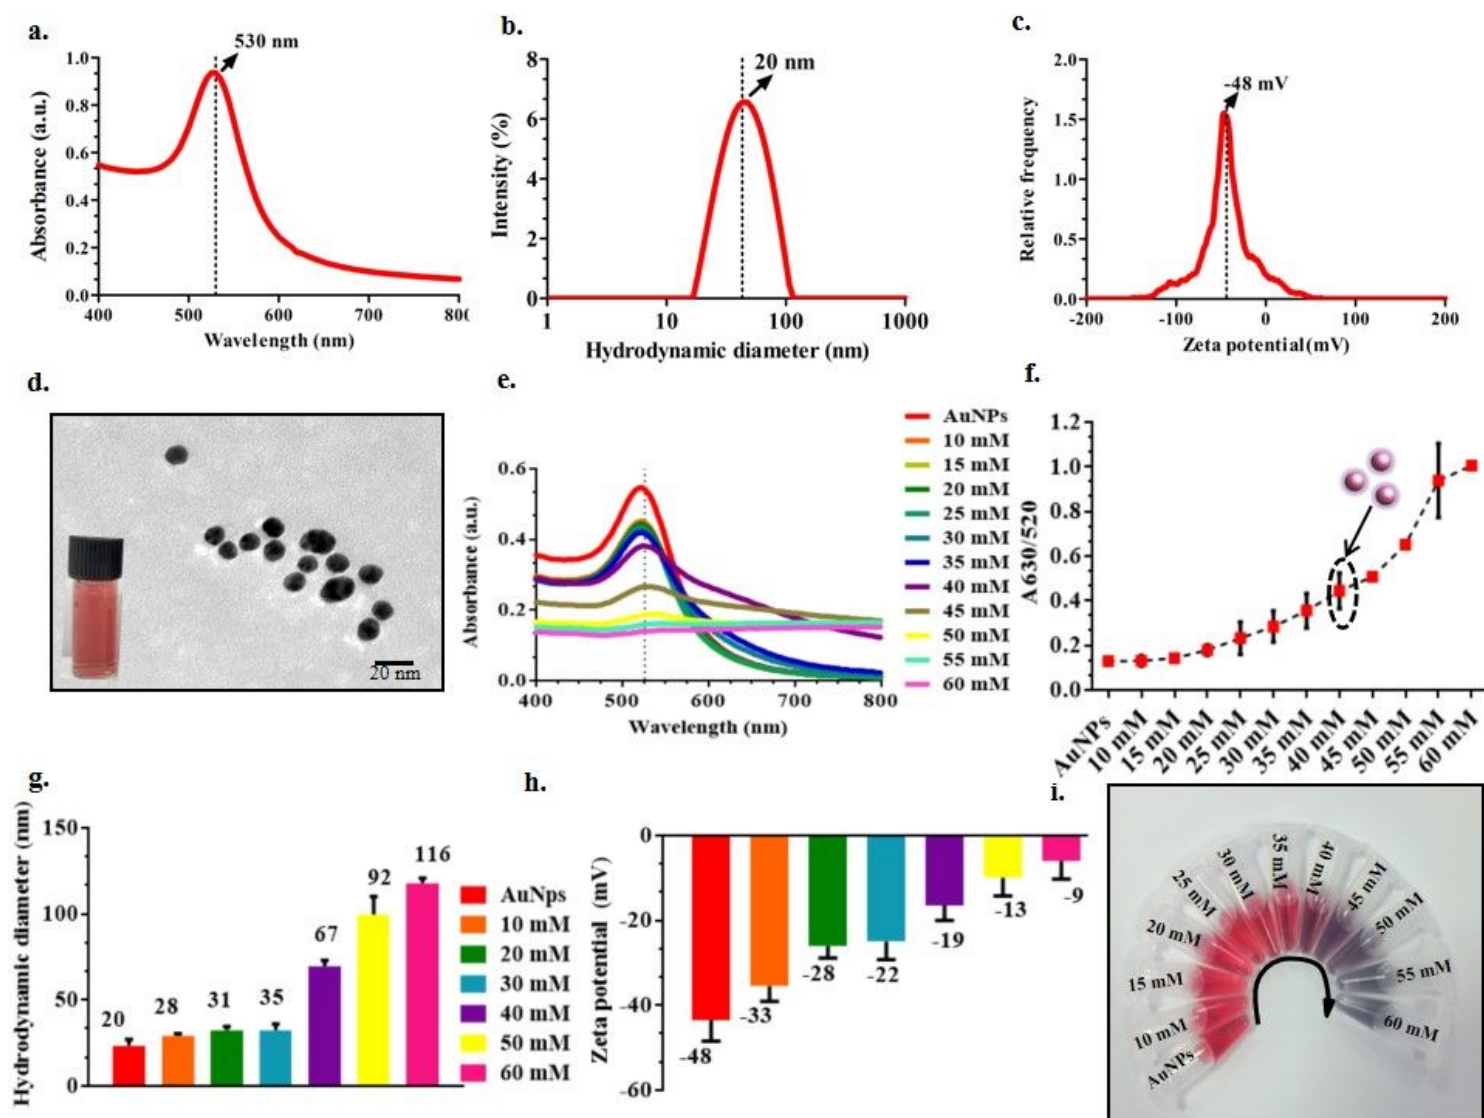 a.
530 nm
Absorbance (a.u.)
1.0
0.8
0.6
0.4
0.2
0.0
400 500 600 700
Wavelength (nm)
b.
20 nm
Intensity (%)
8
6
4
2
0
1 10 100 1000
Hydrodynamic diameter (nm)
c.
-48 mV
Relative frequency
2.0
1.5
1.0
0.5
0.0
-200 -100 0 100 200
Zeta potential(mV)
d.
20 nm
e.
Absorbance (a.u.)
0.6
0.4
0.2
0.0
400 500 600 700 800
Wavelength (nm)
AuNPs
10 mM
15 mM
20 mM
25 mM
30 mM
35 mM
40 mM
45 mM
50 mM
55 mM
60 mM
f.
A630/520
1.2
1.0
0.8
0.6
0.4
0.2
0.0
AuNPs
10 mM
15 mM
20 mM
25 mM
30 mM
35 mM
40 mM
45 mM
50 mM
55 mM
60 mM
g.
Hydrodynamic diameter (nm)
150
100
50
0
20 28 31 35 67 92 116
AuNps
10 mM
20 mM
30 mM
40 mM
50 mM
60 mM
h.
Zeta potential (mV)
0
-20
-40
-60
-48 -33 -28 -22 -19 -13 -9
i.
AuNPs
10 mM
15 mM
20 mM
25 mM
30 mM
35 mM
40 mM
45 mM
50 mM
55 mM
60 mM